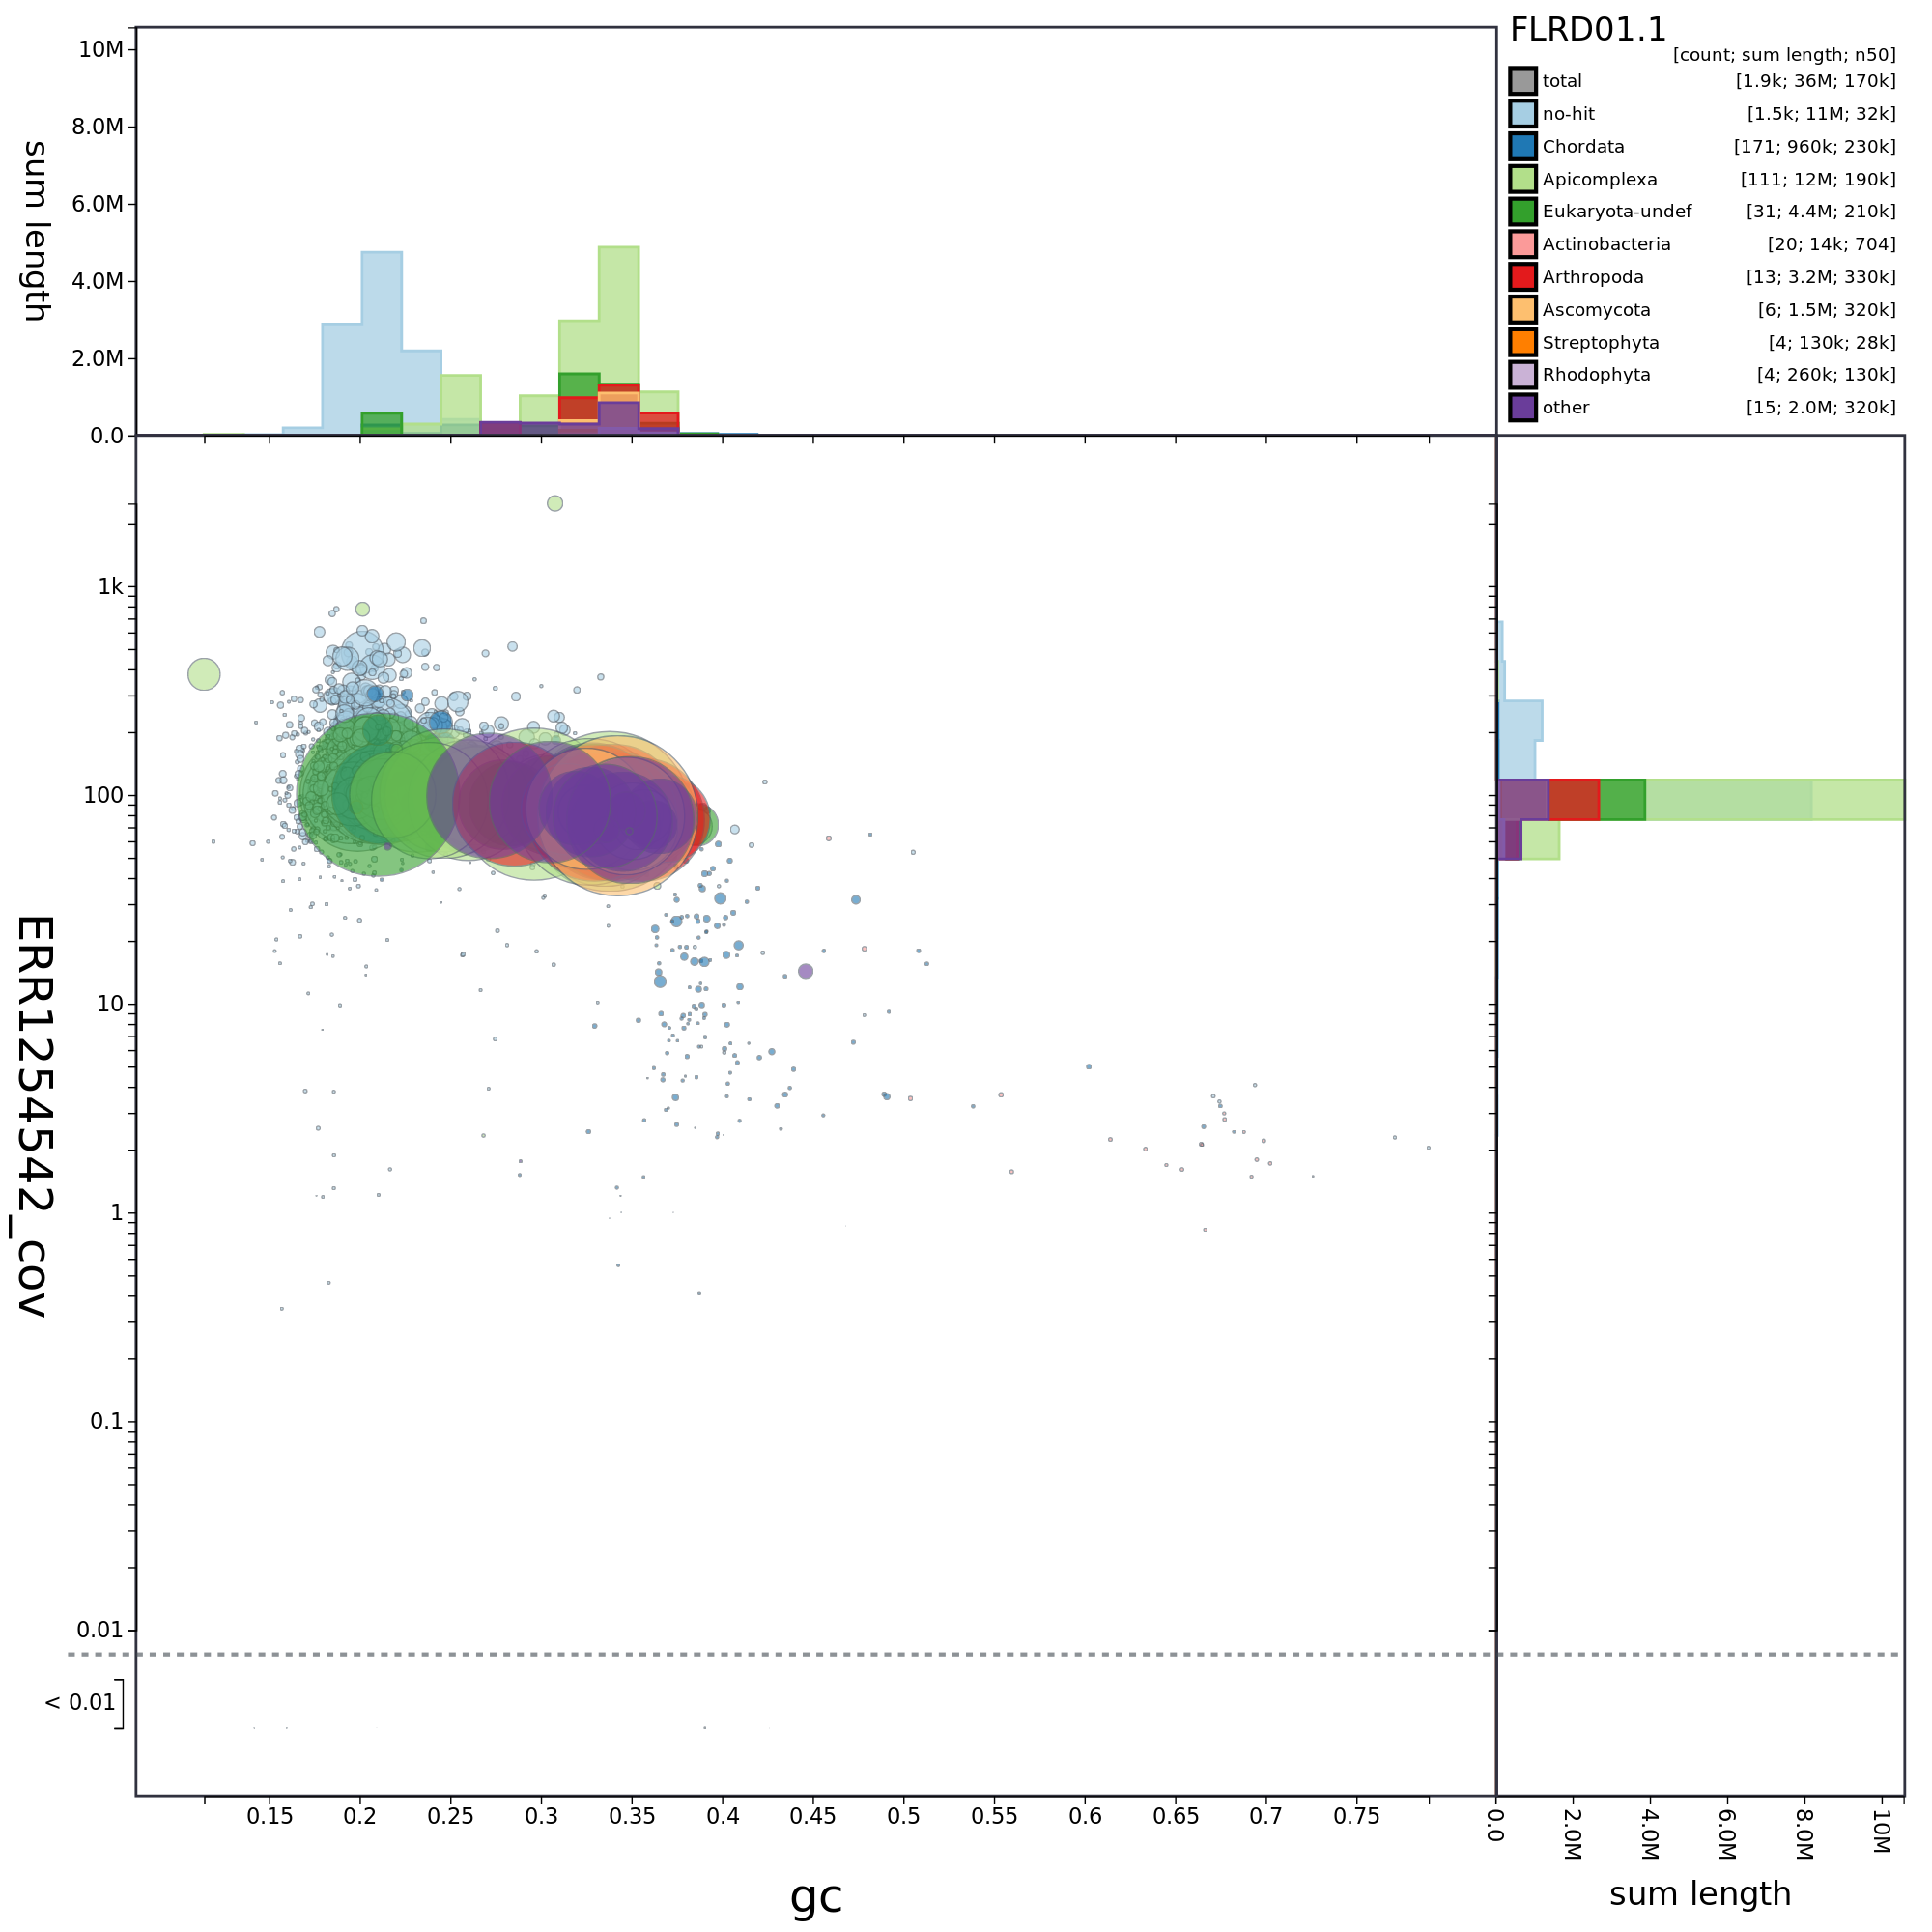 FLRD01.1
[count; sum length; n50]
total [1.9k; 36M; 170k]
no-hit [1.5k; 11M; 32k]
Chordata [171; 960k; 230k]
Apicomplexa [111; 12M; 190k]
Eukaryota-undef [31; 4.4M; 210k]
Actinobacteria [20; 14k; 704]
Arthropoda [13; 3.2M; 330k]
Ascomycota [6; 1.5M; 320k]
Streptophyta [4; 130k; 28k]
Rhodophyta [4; 260k; 130k]
other [15; 2.0M; 320k]
sum length
10M
8.0M
6.0M
4.0M
2.0M
0.0
ERR1254542_cov
1k
100
10
1
0.1
0.01
< 0.01
0.15 0.2 0.25 0.3 0.35 0.4 0.45 0.5 0.55 0.6 0.65 0.7 0.75
gc
0.0 2.0M 4.0M 6.0M 8.0M 10M
sum length